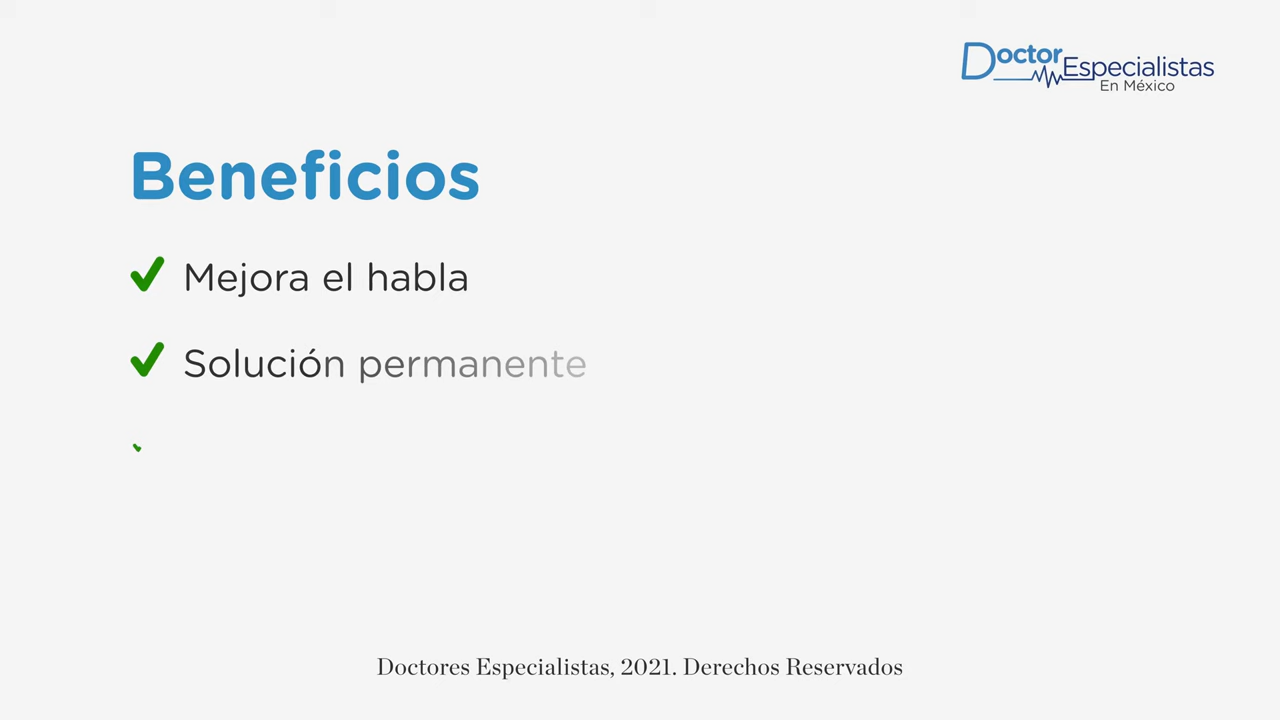 Doctor
Especialistas
En México
Beneficios
Mejora el habla
Solución permanente
Doctores Especialistas, 2021. Derechos Reservados